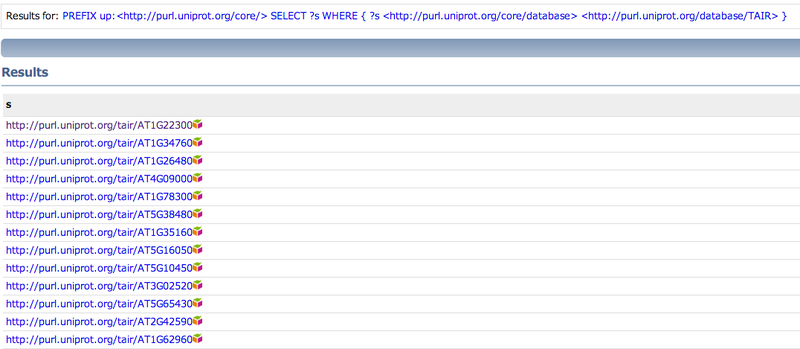 Results for: PREFIX up:<http://purl.uniprot.org/core/> SELECT ?s WHERE { ?s <http://purl.uniprot.org/core/database> <http://purl.uniprot.org/database/TAIR> }
Results
s
http://purl.uniprot.org/tair/AT1G22300
http://purl.uniprot.org/tair/AT1G34760
http://purl.uniprot.org/tair/AT1G26480
http://purl.uniprot.org/tair/AT4G09000
http://purl.uniprot.org/tair/AT1G78300
http://purl.uniprot.org/tair/AT5G38480
http://purl.uniprot.org/tair/AT1G35160
http://purl.uniprot.org/tair/AT5G16050
http://purl.uniprot.org/tair/AT5G10450
http://purl.uniprot.org/tair/AT3G02520
http://purl.uniprot.org/tair/AT5G65430
http://purl.uniprot.org/tair/AT2G42590
http://purl.uniprot.org/tair/AT1G62960